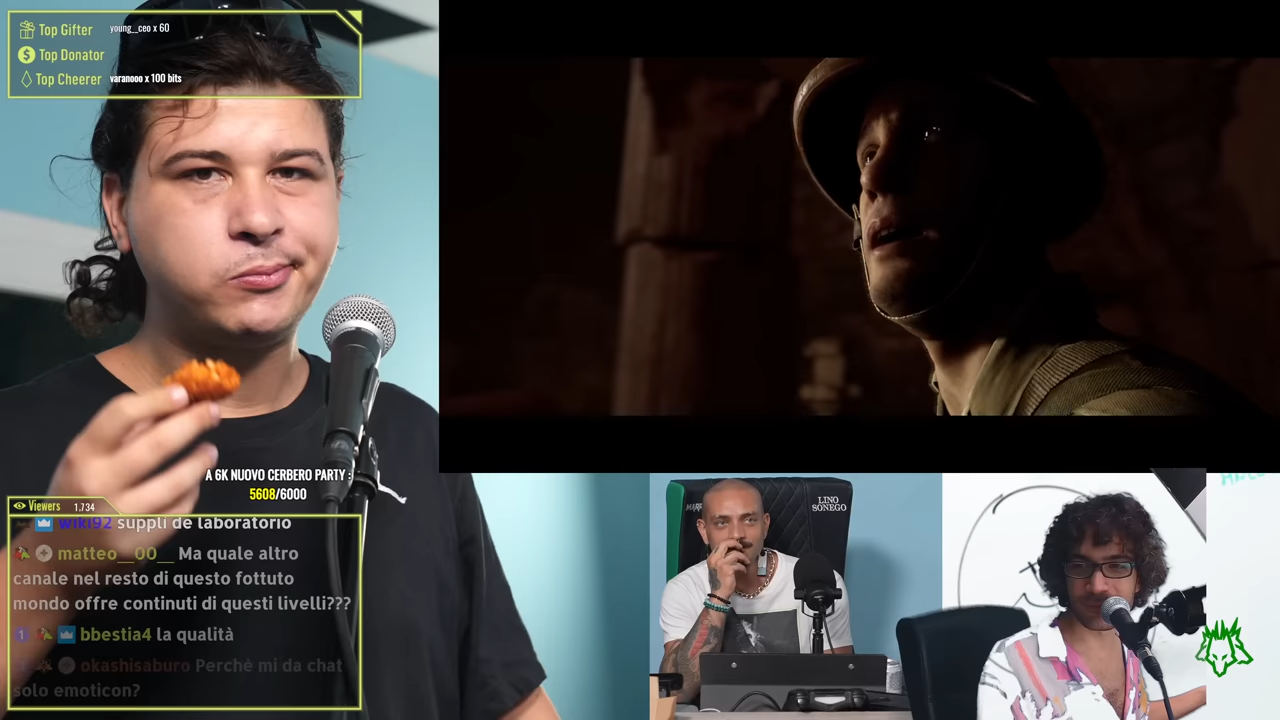 Top Gifter young__ceo x 60
Top Donator
Top Cheerer varanooo x 100 bits
LINO
SONEGO
A 6K NUOVO CERBERO PARTY :
5608/6000
Viewers 1.734
wiki92 supplì de laboratorio
matteo__00__ Ma quale altro
canale nel resto di questo fottuto
mondo offre continuti di questi livelli???
1 bbestia4 la qualità
okashisaburo Perchè mi da chat
solo emoticon?